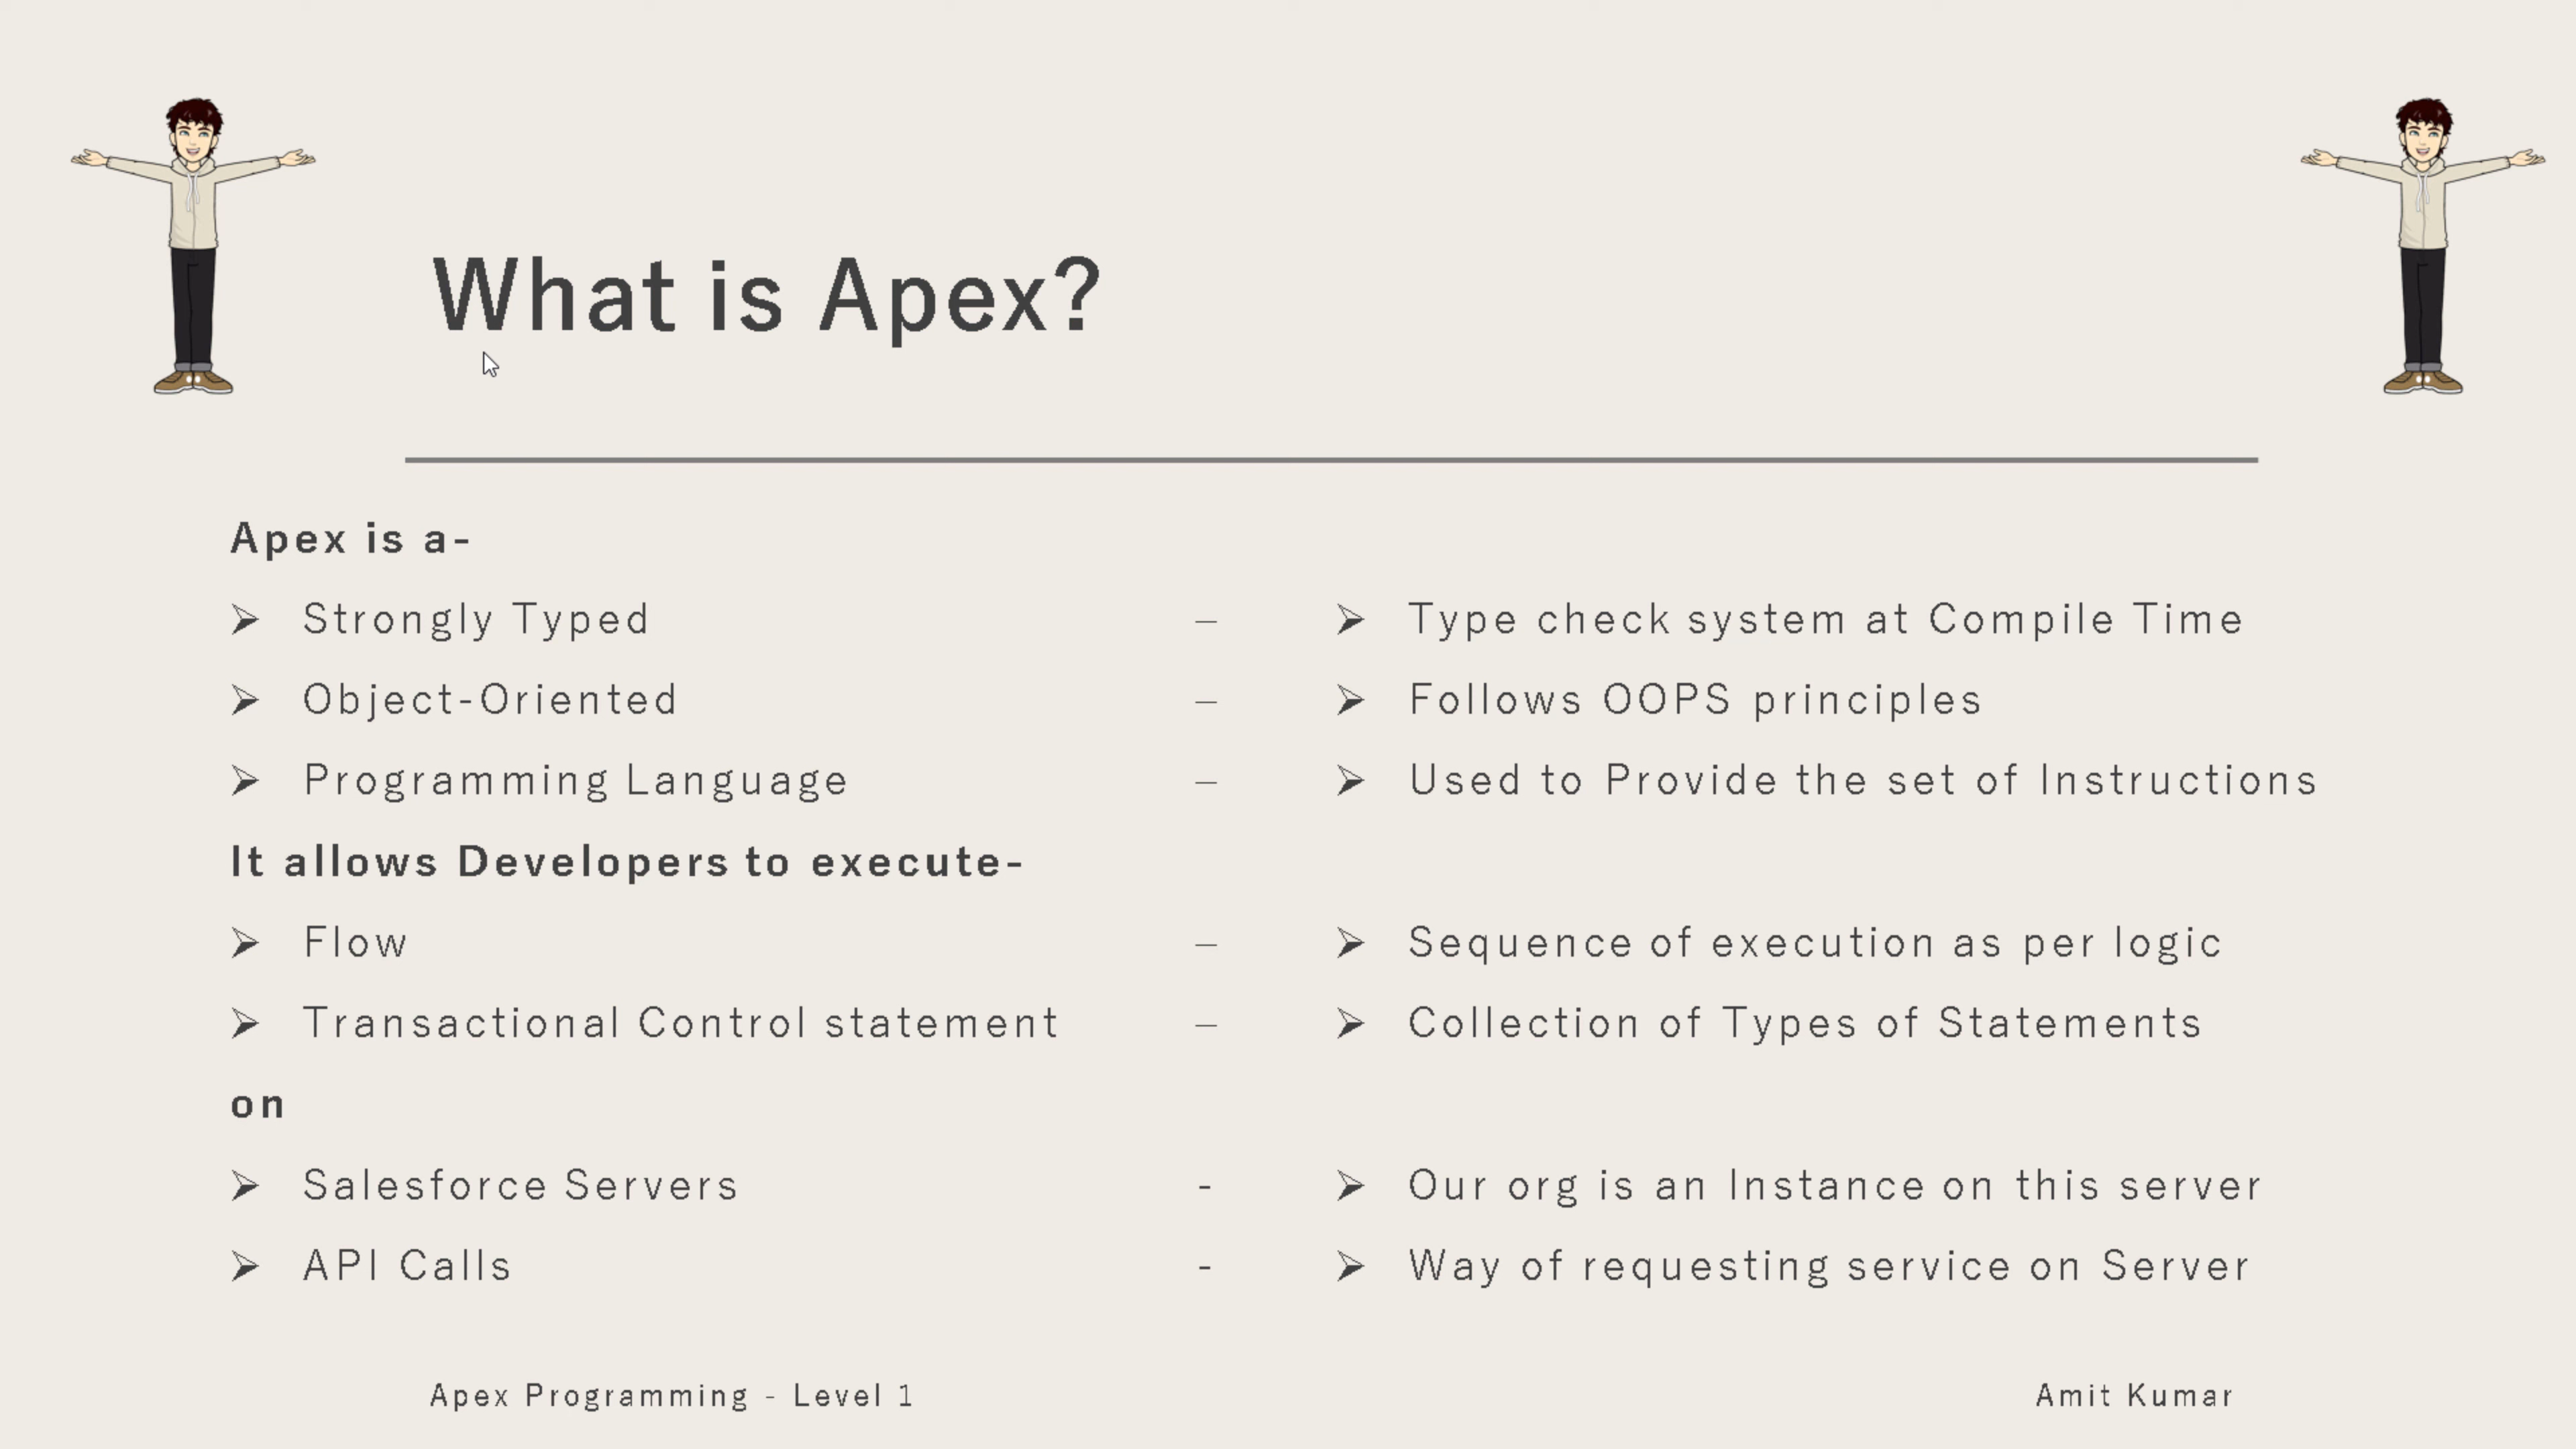 What is Apex?
Apex is a-
➢ Strongly Typed – ➢ Type check system at Compile Time
➢ Object-Oriented – ➢ Follows OOPS principles
➢ Programming Language – ➢ Used to Provide the set of Instructions
It allows Developers to execute-
➢ Flow – ➢ Sequence of execution as per logic
➢ Transactional Control statement – ➢ Collection of Types of Statements
on
➢ Salesforce Servers - ➢ Our org is an Instance on this server
➢ API Calls - ➢ Way of requesting service on Server
Apex Programming - Level 1 Amit Kumar